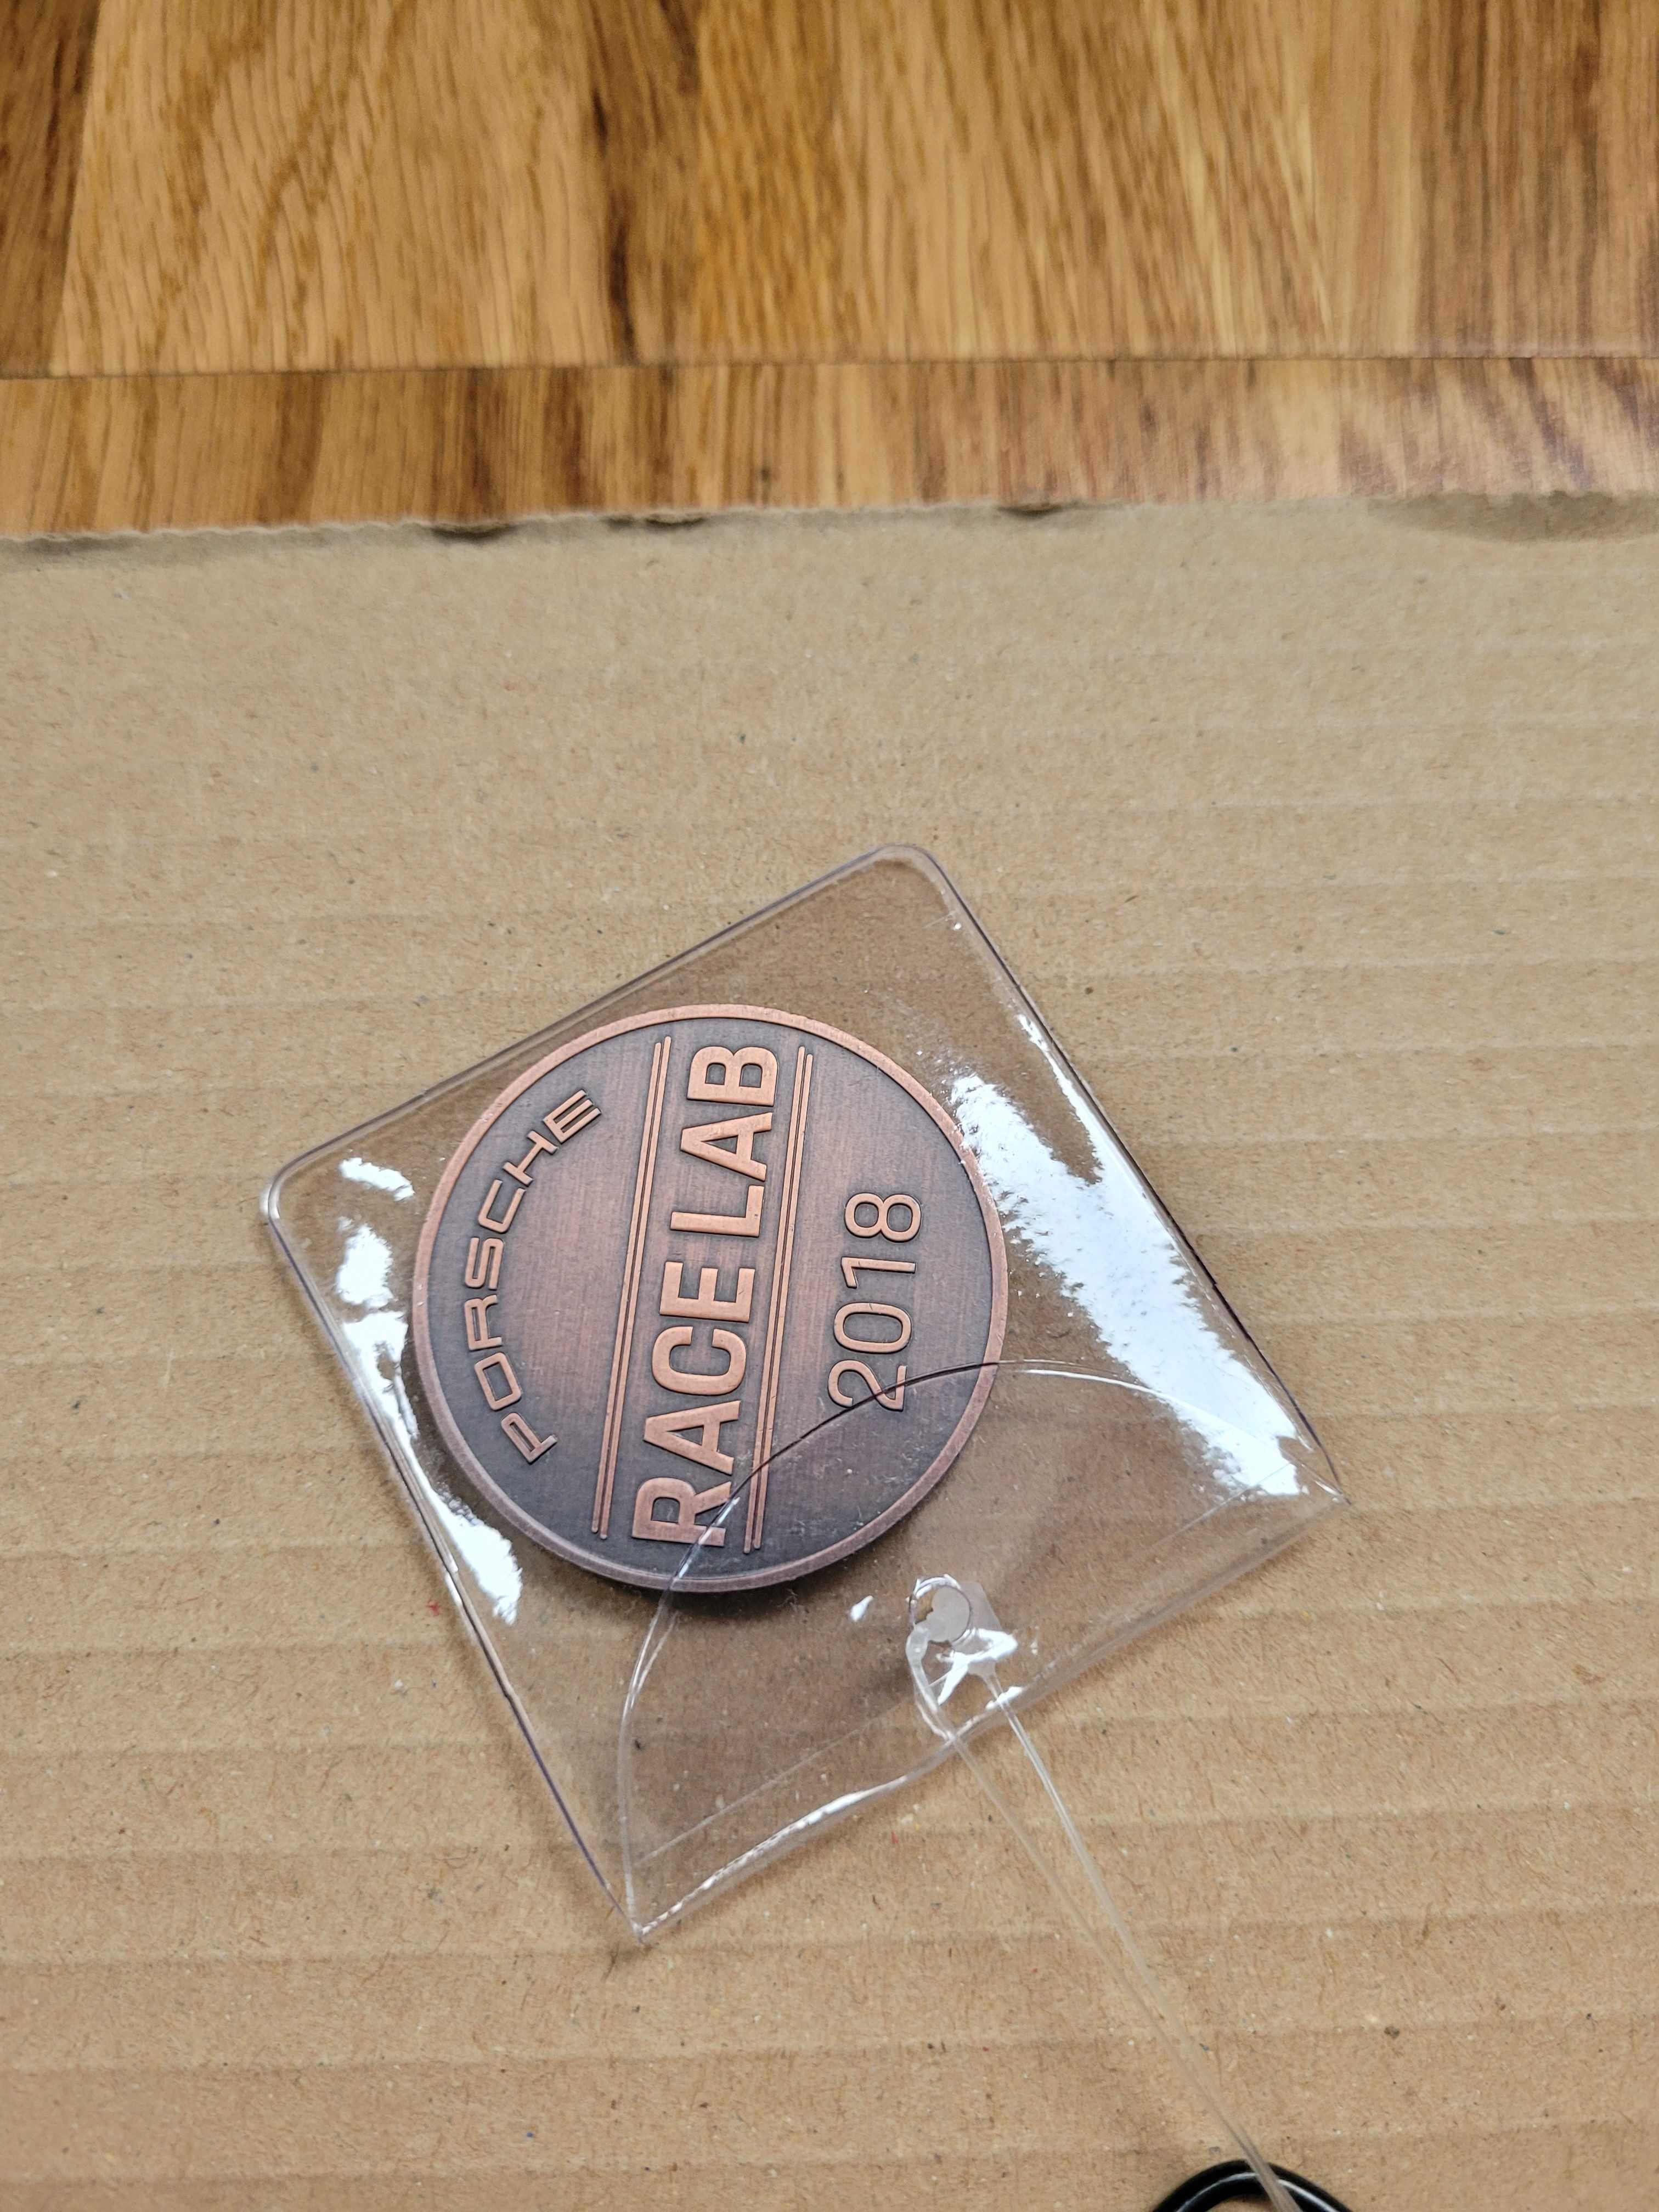 PORSCHE
RACE LAB
2018